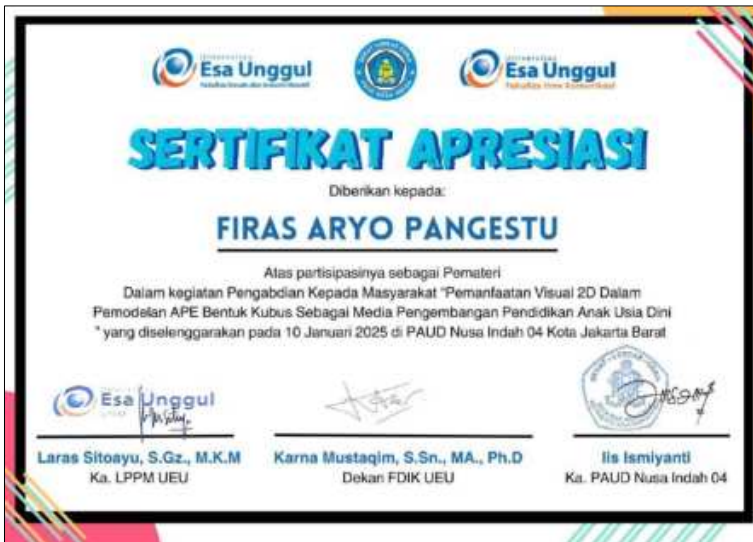 Esa Unggul
Esa Unggul
Fakultas Ilmu Komunikasi
SERTIFIKAT APRESIASI
Diberikan kepada:
FIRAS ARYO PANGESTU
Atas partisipasinya sebagai Pemateri
Dalam kegiatan Pengabdian Kepada Masyarakat "Pemanfaatan Visual 2D Dalam
Pemodelan APE Bentuk Kubus Sebagai Media Pengembangan Pendidikan Anak Usia Dini
" yang diselenggarakan pada 10 Januari 2025 di PAUD Nusa Indah 04 Kota Jakarta Barat
Esa Unggul
Laras Sitoayu, S.Gz., M.K.M
Ka. LPPM UEU
Karna Mustaqim, S.Sn., MA., Ph.D
Dekan FDIK UEU
Iis Ismiyanti
Ka. PAUD Nusa Indah 04